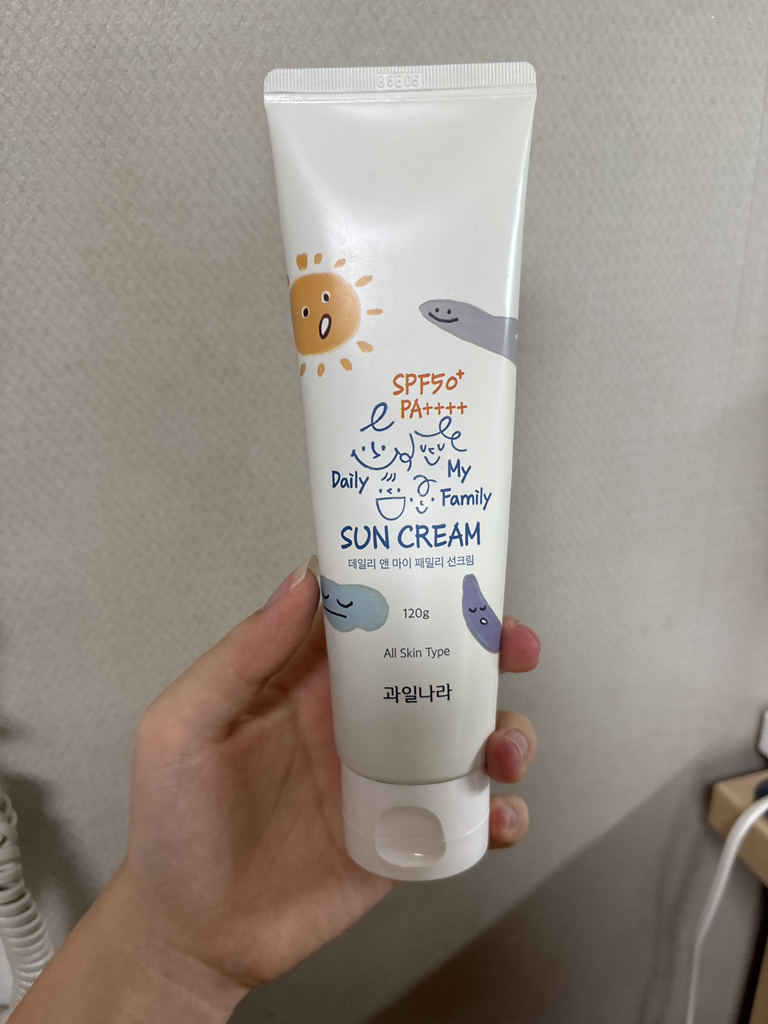 SPF50+
PA++++
Daily
My
Family
SUN CREAM
데일리 앤 마이 패밀리 선크림
120g
All Skin Type
과일나라